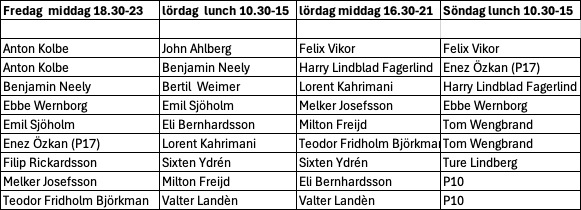 Fredag middag 18.30-23 lördag lunch 10.30-15 lördag middag 16.30-21 Söndag lunch 10.30-15
Anton Kolbe John Ahlberg Felix Vikor Felix Vikor
Anton Kolbe Benjamin Neely Harry Lindblad Fagerlind Enez Özkan (P17)
Benjamin Neely Bertil Weimer Lorent Kahrimani Harry Lindblad Fagerlind
Ebbe Wernborg Emil Sjöholm Melker Josefsson Ebbe Wernborg
Emil Sjöholm Eli Bernhardsson Milton Freijd Tom Wengbrand
Enez Özkan (P17) Lorent Kahrimani Teodor Fridholm Björkman Tom Wengbrand
Filip Rickardsson Sixten Ydrén Sixten Ydrén Ture Lindberg
Melker Josefsson Milton Freijd Eli Bernhardsson P10
Teodor Fridholm Björkman Valter Landèn Valter Landèn P10